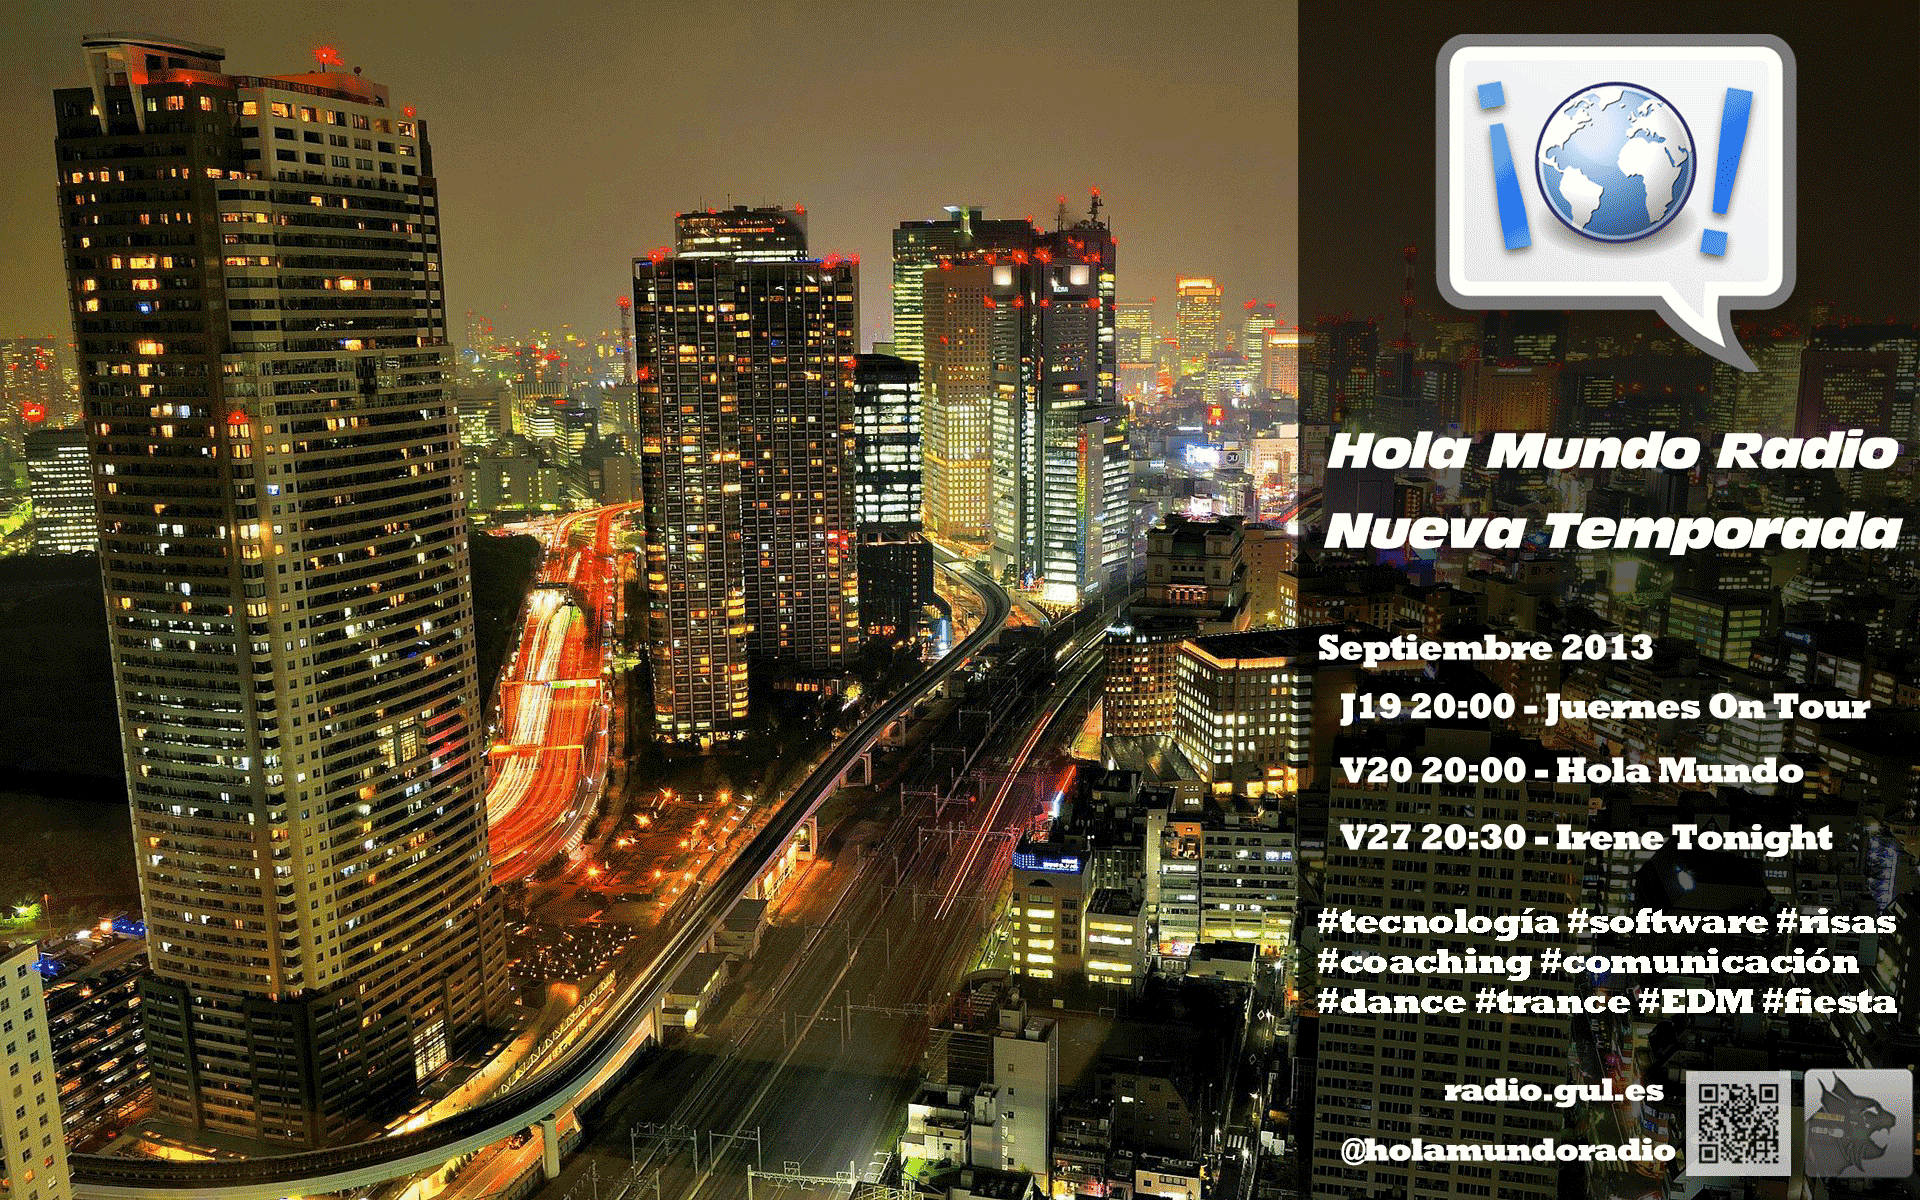 ¡!
Hola Mundo Radio
Nueva Temporada
Septiembre 2013
J19 20:00 - Juernes On Tour
V20 20:00 - Hola Mundo
V27 20:30 - Irene Tonight
#tecnología #software #risas
#coaching #comunicación
#dance #trance #EDM #fiesta
radio.gul.es
@holamundoradio